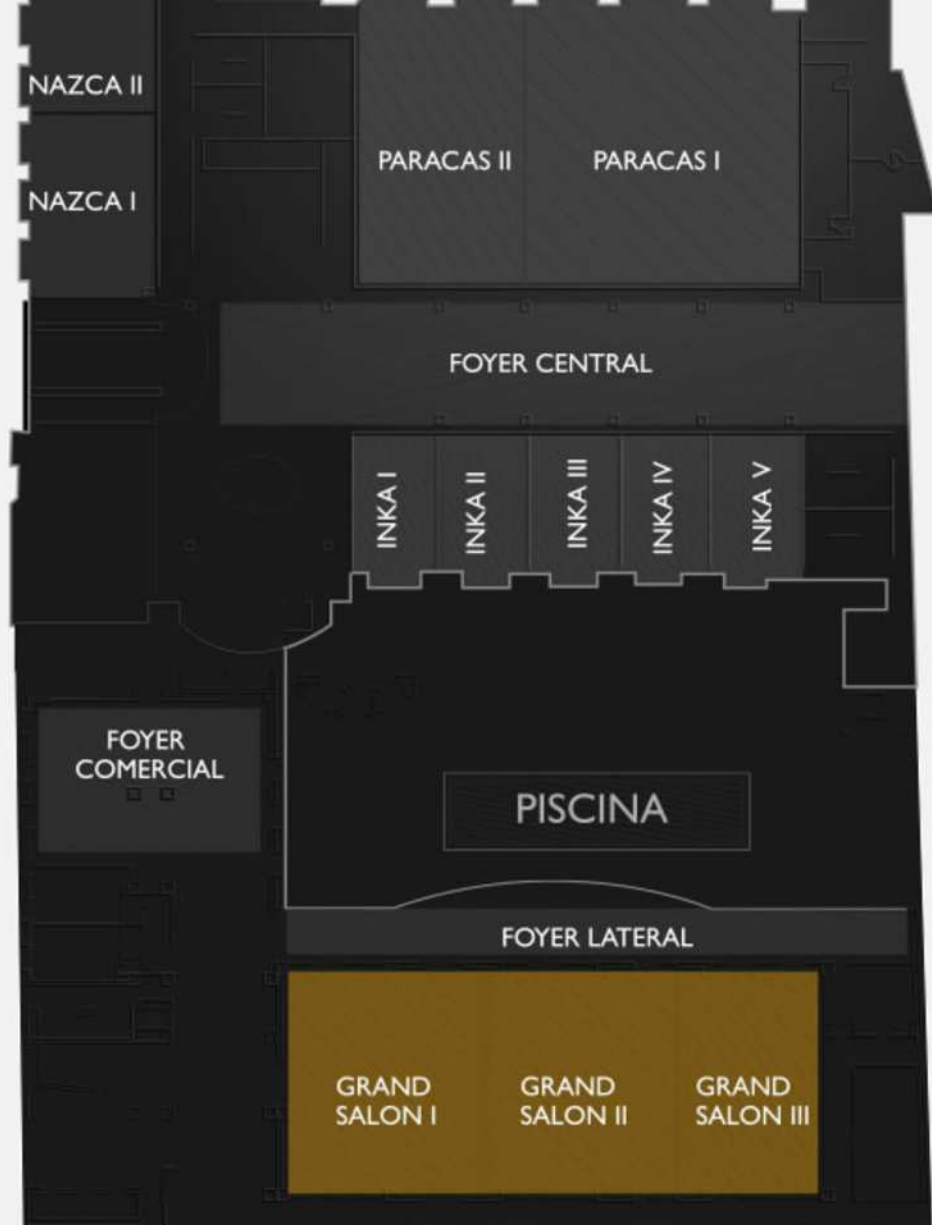 NAZCA II
NAZCA I
PARACAS II
PARACAS I
FOYER CENTRAL
INKA I
INKA II
INKA III
INKA IV
INKA V
FOYER
COMERCIAL
PISCINA
FOYER LATERAL
GRAND
SALON I
GRAND
SALON II
GRAND
SALON III